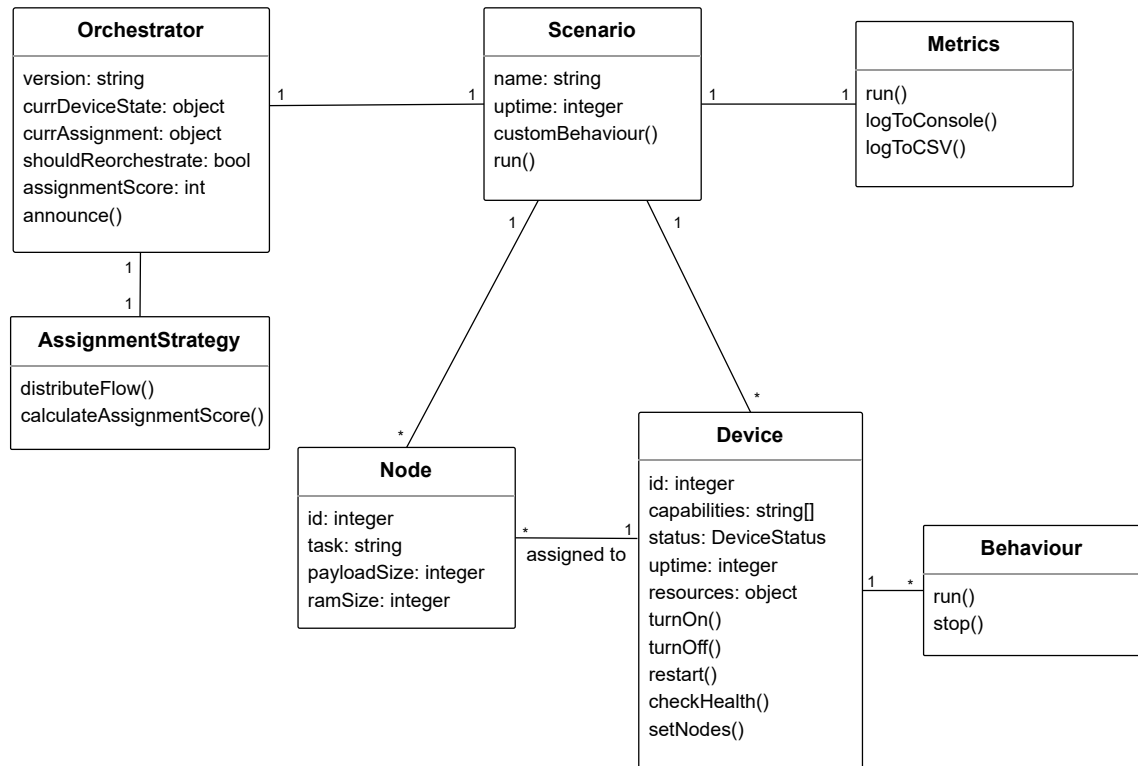 Orchestrator
version: string
currDeviceState: object
currAssignment: object
shouldReorchestrate: bool
assignmentScore: int
announce()
1
1
Scenario
name: string
uptime: integer
customBehaviour()
run()
1
1
Metrics
run()
logToConsole()
logToCSV()
1
1
1
1
AssignmentStrategy
distributeFlow()
calculateAssignmentScore()
*
*
Node
id: integer
task: string
payloadSize: integer
ramSize: integer
*
1
assigned to
Device
id: integer
capabilities: string[]
status: DeviceStatus
uptime: integer
resources: object
turnOn()
turnOff()
restart()
checkHealth()
setNodes()
1
*
Behaviour
run()
stop()